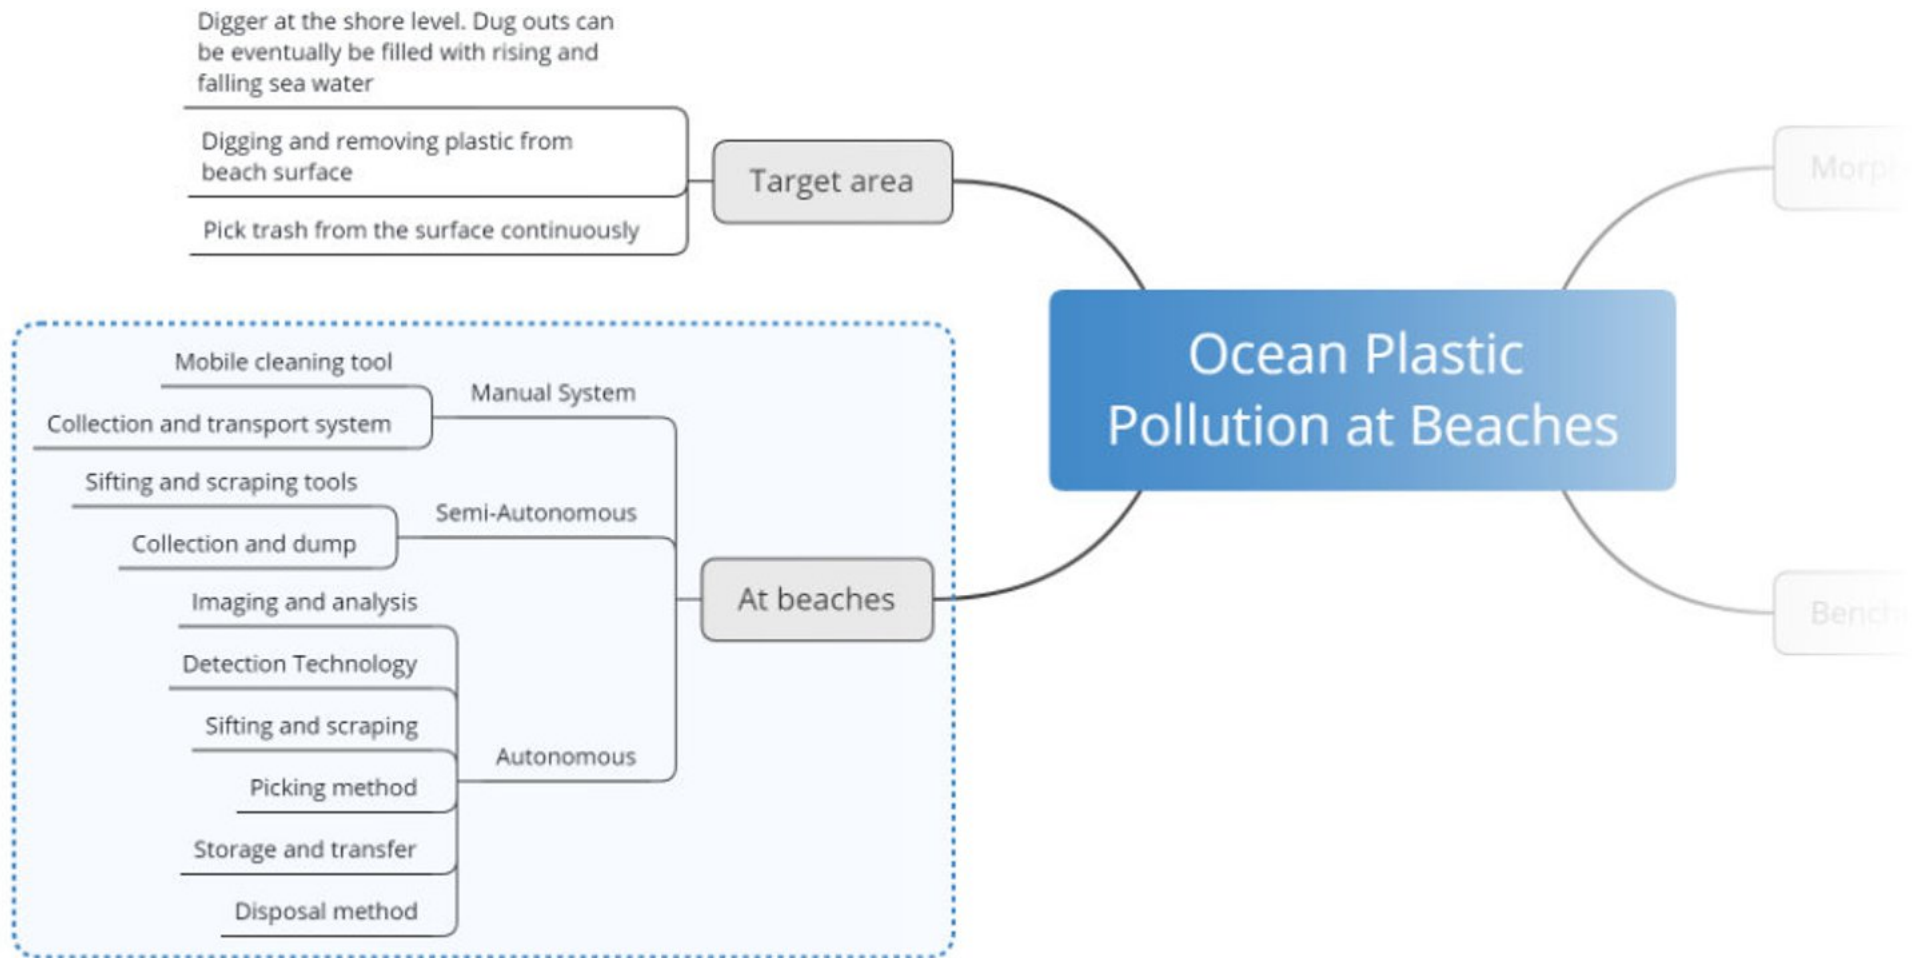 Digger at the shore level. Dug outs can
be eventually be filled with rising and
falling sea water
Digging and removing plastic from
beach surface
Pick trash from the surface continuously
Target area
Ocean Plastic
Pollution at Beaches
Mobile cleaning tool
Collection and transport system
Manual System
Sifting and scraping tools
Collection and dump
Semi-Autonomous
Imaging and analysis
Detection Technology
Sifting and scraping
Picking method
Storage and transfer
Disposal method
Autonomous
At beaches